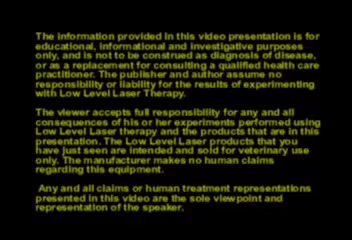 The information provided in this video presentation is for
educational, informational and investigative purposes
only, and is not to be construed as diagnosis of disease,
or as a replacement for consulting a qualified health care
practitioner. The publisher and author assume no
responsibility or liability for the results of experimenting
with Low Level Laser Therapy.
The viewer accepts full responsibility for any and all
consequences of his or her experiments performed using
Low Level Laser therapy and the products that are in this
presentation. The Low Level Laser products that you
have just seen are intended and sold for veterinary use
only. The manufacturer makes no human claims
regarding this equipment.
Any and all claims or human treatment representations
presented in this video are the sole viewpoint and
representation of the speaker.